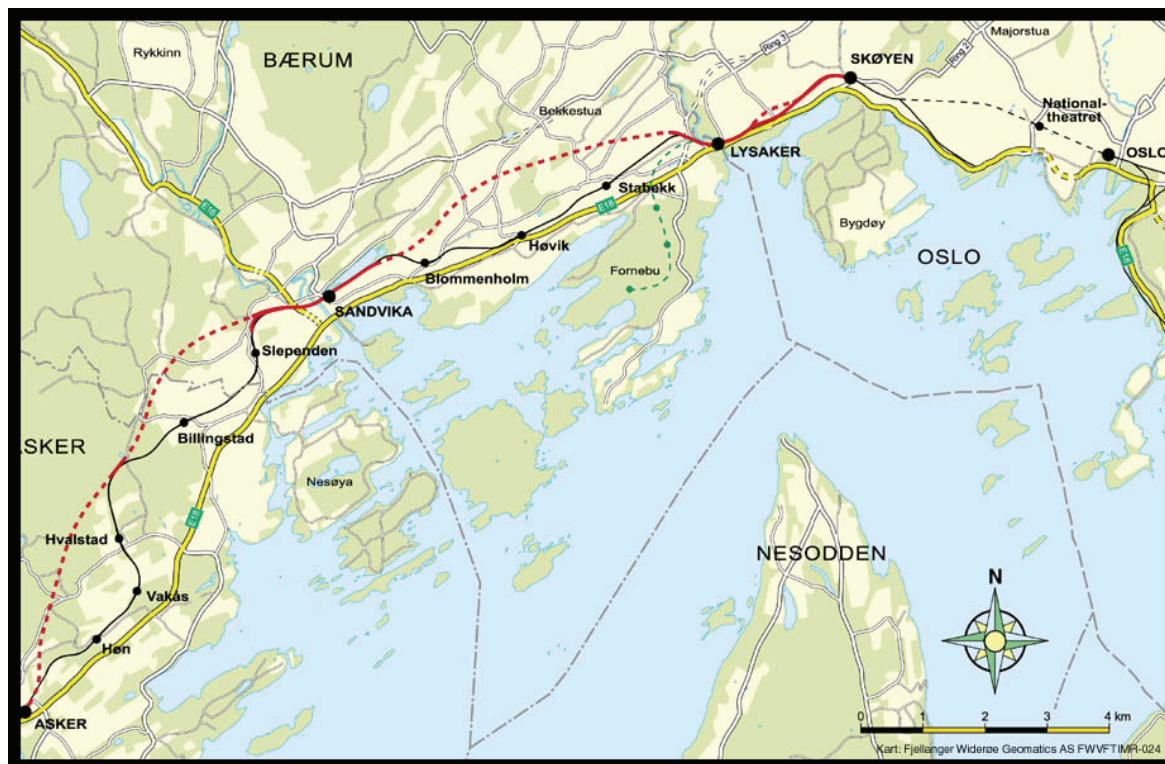 Rykkinn
BÆRUM
Ring 3
Ring 2
Majorstua
SKØYEN
Bekkestua
National-
theatret
LYSAKER
OSLO
E16
Stabekk
E18
Bygdøy
Høvik
OSLO
Fornebu
Blommenholm
E18
SANDVIKA
Slependen
Billingstad
ASKER
Nesøya
E18
Hvalstad
NESODDEN
N
Vakås
Høn
ASKER
0 1 2 3 4 km
Kart: Fjellanger Widerøe Geomatics AS FWVFTIMR-024